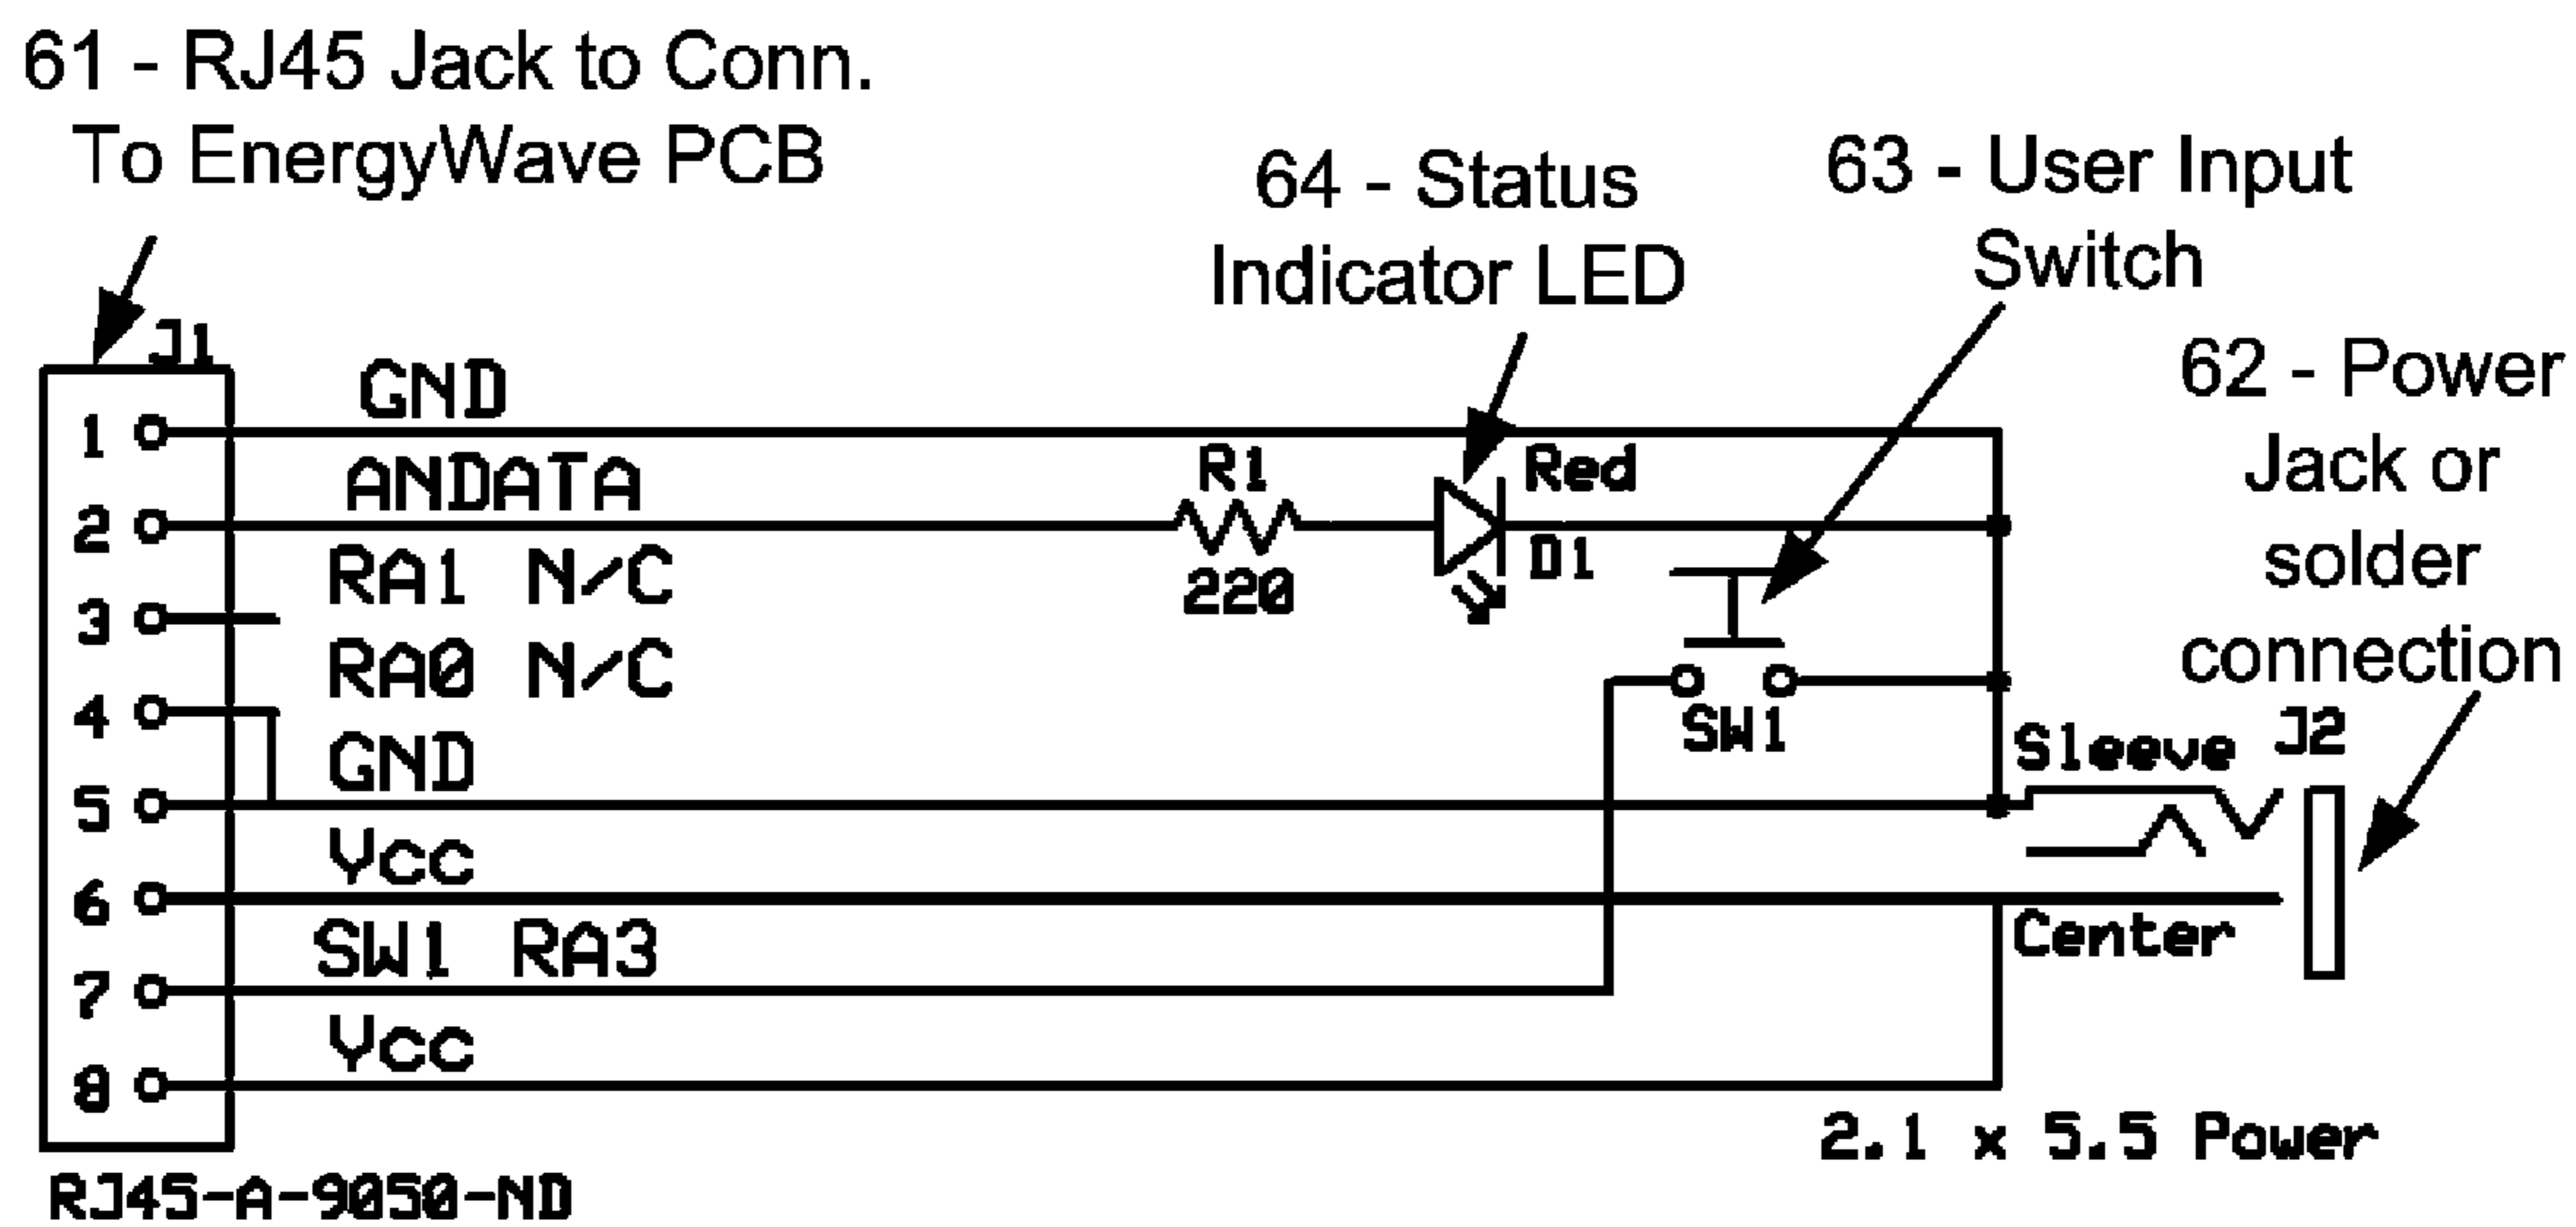 61 - RJ45 Jack to Conn.
To EnergyWave PCB
64 - Status
Indicator LED
63 - User Input
Switch
62 - Power
Jack or
solder
connection
J1
1 GND
2 ANDATA
R1
220
Red
D1
3 RA1 N/C
4 RA0 N/C
SW1
5 GND
Sleeve
J2
6 Vcc
Center
7 SW1 RA3
8 Vcc
2.1 x 5.5 Power
RJ45-A-9050-ND